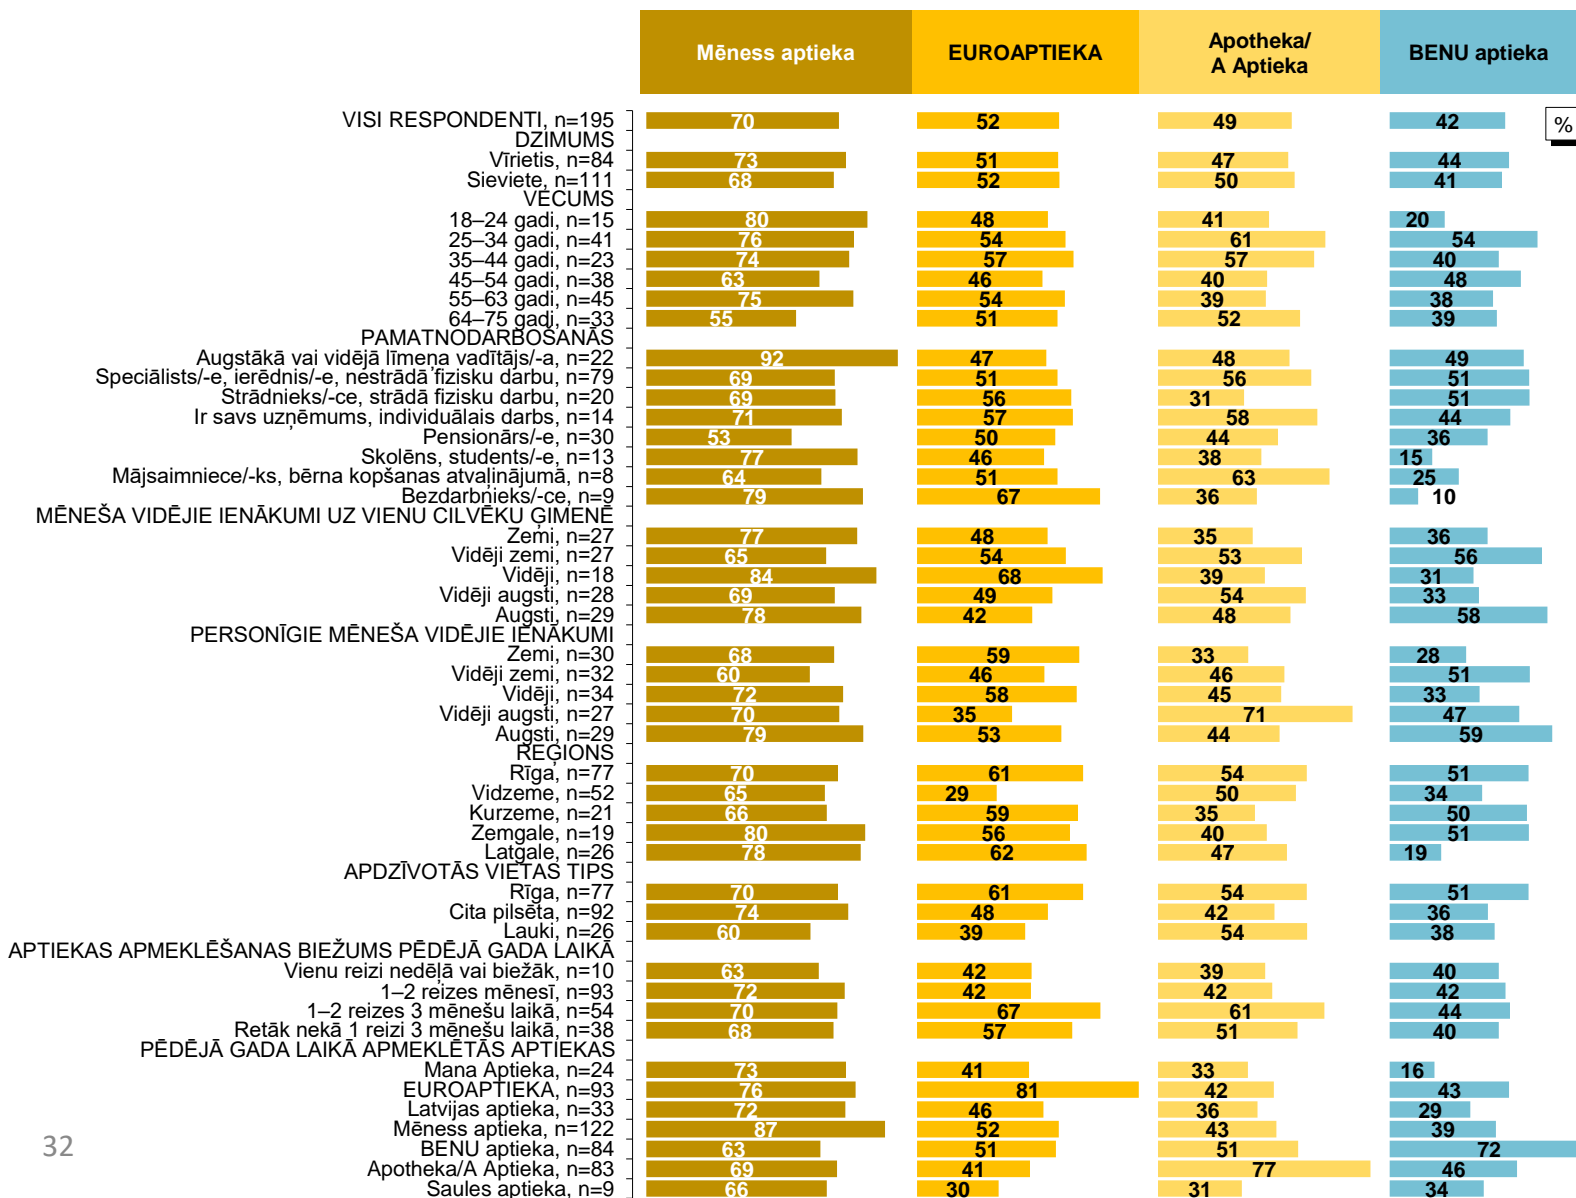 Mēness aptieka EUROAPTIEKA Apotheka/ A Aptieka BENU aptieka
%
VISI RESPONDENTI, n=195 70 52 49 42
DZIMUMS
Vīrietis, n=84 73 51 47 44
Sieviete, n=111 68 52 50 41
VECUMS
18–24 gadi, n=15 80 48 41 20
25–34 gadi, n=41 76 54 61 54
35–44 gadi, n=23 74 57 57 40
45–54 gadi, n=38 63 46 40 48
55–63 gadi, n=45 75 54 39 38
64–75 gadi, n=33 55 51 52 39
PAMATNODARBOŠANĀS
Augstākā vai vidējā līmeņa vadītājs/-a, n=22 92 47 48 49
Speciālists/-e, ierēdnis/-e, nestrādā fizisku darbu, n=79 69 51 56 51
Strādnieks/-ce, strādā fizisku darbu, n=20 69 56 31 51
Ir savs uzņēmums, individuālais darbs, n=14 71 57 58 44
Pensionārs/-e, n=30 53 50 44 36
Skolēns, students/-e, n=13 77 46 38 15
Mājsaimniece/-ks, bērna kopšanas atvaļinājumā, n=8 64 51 63 25
Bezdarbnieks/-ce, n=9 79 67 36 10
MĒNEŠA VIDĒJIE IENĀKUMI UZ VIENU CILVĒKU ĢIMENĒ
Zemi, n=27 77 48 35 36
Vidēji zemi, n=27 65 54 53 56
Vidēji, n=18 84 68 39 31
Vidēji augsti, n=28 69 49 54 33
Augsti, n=29 78 42 48 58
PERSONĪGIE MĒNEŠA VIDĒJIE IENĀKUMI
Zemi, n=30 68 59 33 28
Vidēji zemi, n=32 60 46 46 51
Vidēji, n=34 72 58 45 33
Vidēji augsti, n=27 70 35 71 47
Augsti, n=29 79 53 44 59
REĢIONS
Rīga, n=77 70 61 54 51
Vidzeme, n=52 65 29 50 34
Kurzeme, n=21 66 59 35 50
Zemgale, n=19 80 56 40 51
Latgale, n=26 78 62 47 19
APDZĪVOTĀS VIETAS TIPS
Rīga, n=77 70 61 54 51
Cita pilsēta, n=92 74 48 42 36
Lauki, n=26 60 39 54 38
APTIEKAS APMEKLĒŠANAS BIEŽUMS PĒDĒJĀ GADA LAIKĀ
Vienu reizi nedēļā vai biežāk, n=10 63 42 39 40
1–2 reizes mēnesī, n=93 72 42 42 42
1–2 reizes 3 mēnešu laikā, n=54 70 67 61 44
Retāk nekā 1 reizi 3 mēnešu laikā, n=38 68 57 51 40
PĒDĒJĀ GADA LAIKĀ APMEKLĒTĀS APTIEKAS
Mana Aptieka, n=24 73 41 33 16
EUROAPTIEKA, n=93 76 81 42 43
Latvijas aptieka, n=33 72 46 36 29
Mēness aptieka, n=122 87 52 43 39
BENU aptieka, n=84 63 51 51 72
Apotheka/A Aptieka, n=83 69 41 77 46
Saules aptieka, n=9 66 30 31 34
32